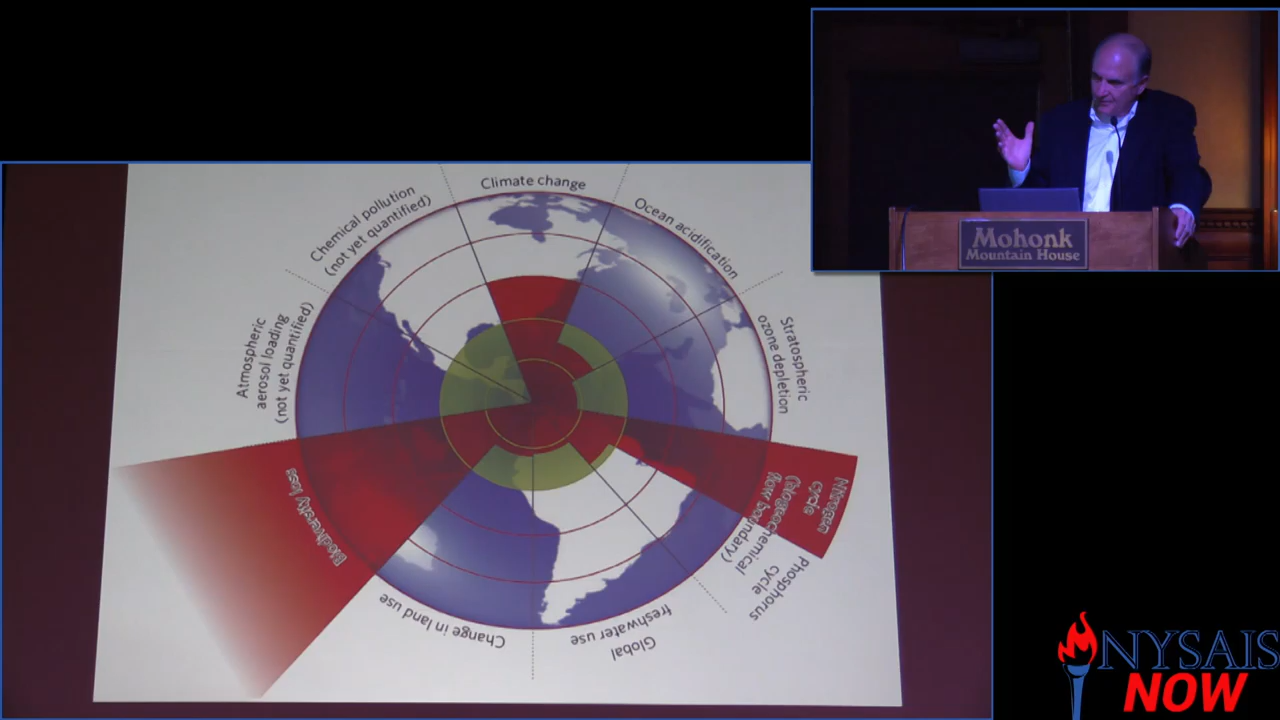 Climate change
Ocean acidification
Stratospheric
ozone depletion
Nitrogen
cycle
(biogeochemical
flow boundary)
Phosphorus
cycle
Global
freshwater use
Change in land use
Biodiversity loss
Atmospheric
aerosol loading
(not yet quantified)
Chemical pollution
(not yet quantified)
Mohonk
Mountain House
NYSAIS
NOW